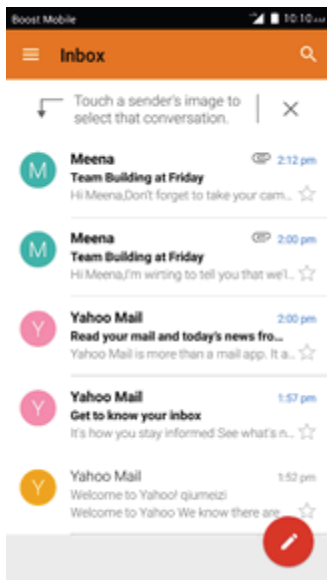 Boost Mobile 10:10 AM
Inbox
Touch a sender's image to
select that conversation.
M Meena 2:12 pm
Team Building at Friday
Hi Meena,Don't forget to take your cam...
M Meena 2:00 pm
Team Building at Friday
Hi Meena,I'm wirting to tell you that we'l...
Y Yahoo Mail 2:00 pm
Read your mail and today's news fro...
Yahoo Mail is more than a mail app. It a...
Y Yahoo Mail 1:57 pm
Get to know your inbox
It's how you stay informed See what's n...
Y Yahoo Mail 1:52 pm
Welcome to Yahoo! qiumeizi
Welcome to Yahoo We know there are